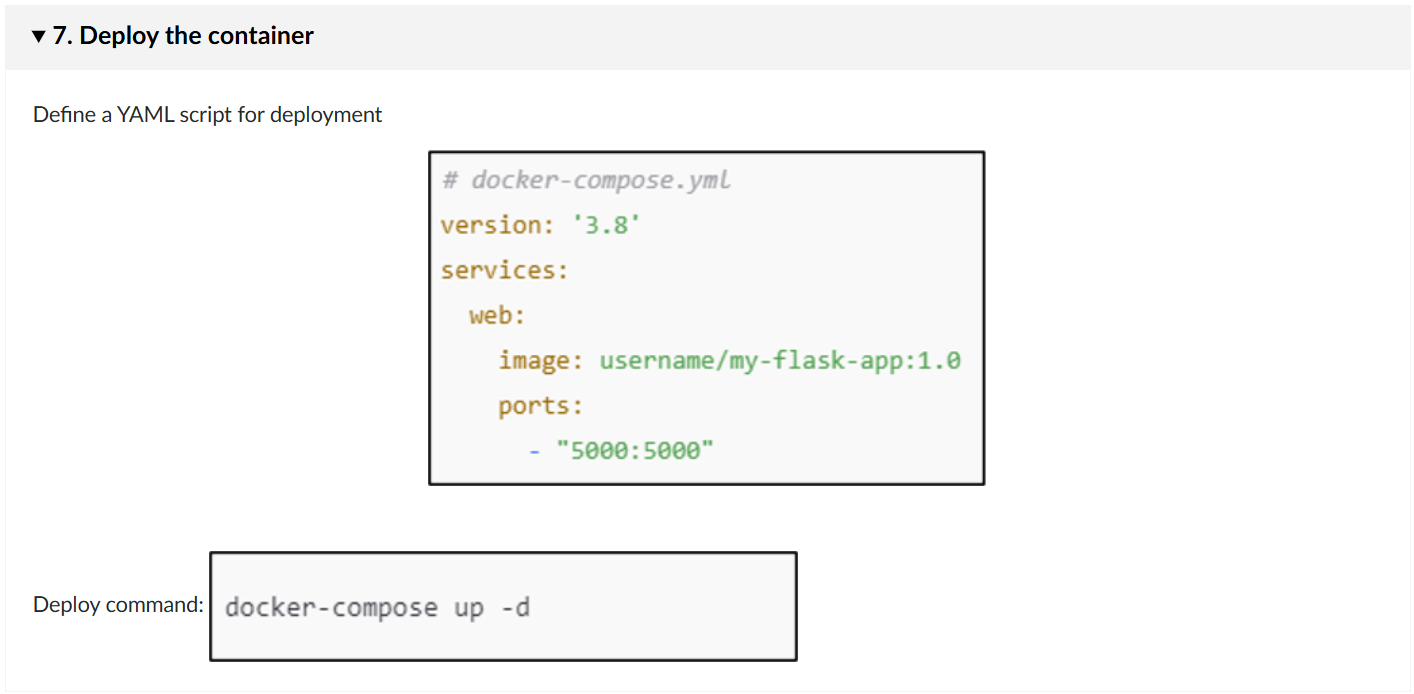 ▼ 7. Deploy the container
Define a YAML script for deployment
# docker-compose.yml
version: '3.8'
services:
  web:
    image: username/my-flask-app:1.0
    ports:
      - "5000:5000"
Deploy command: docker-compose up -d